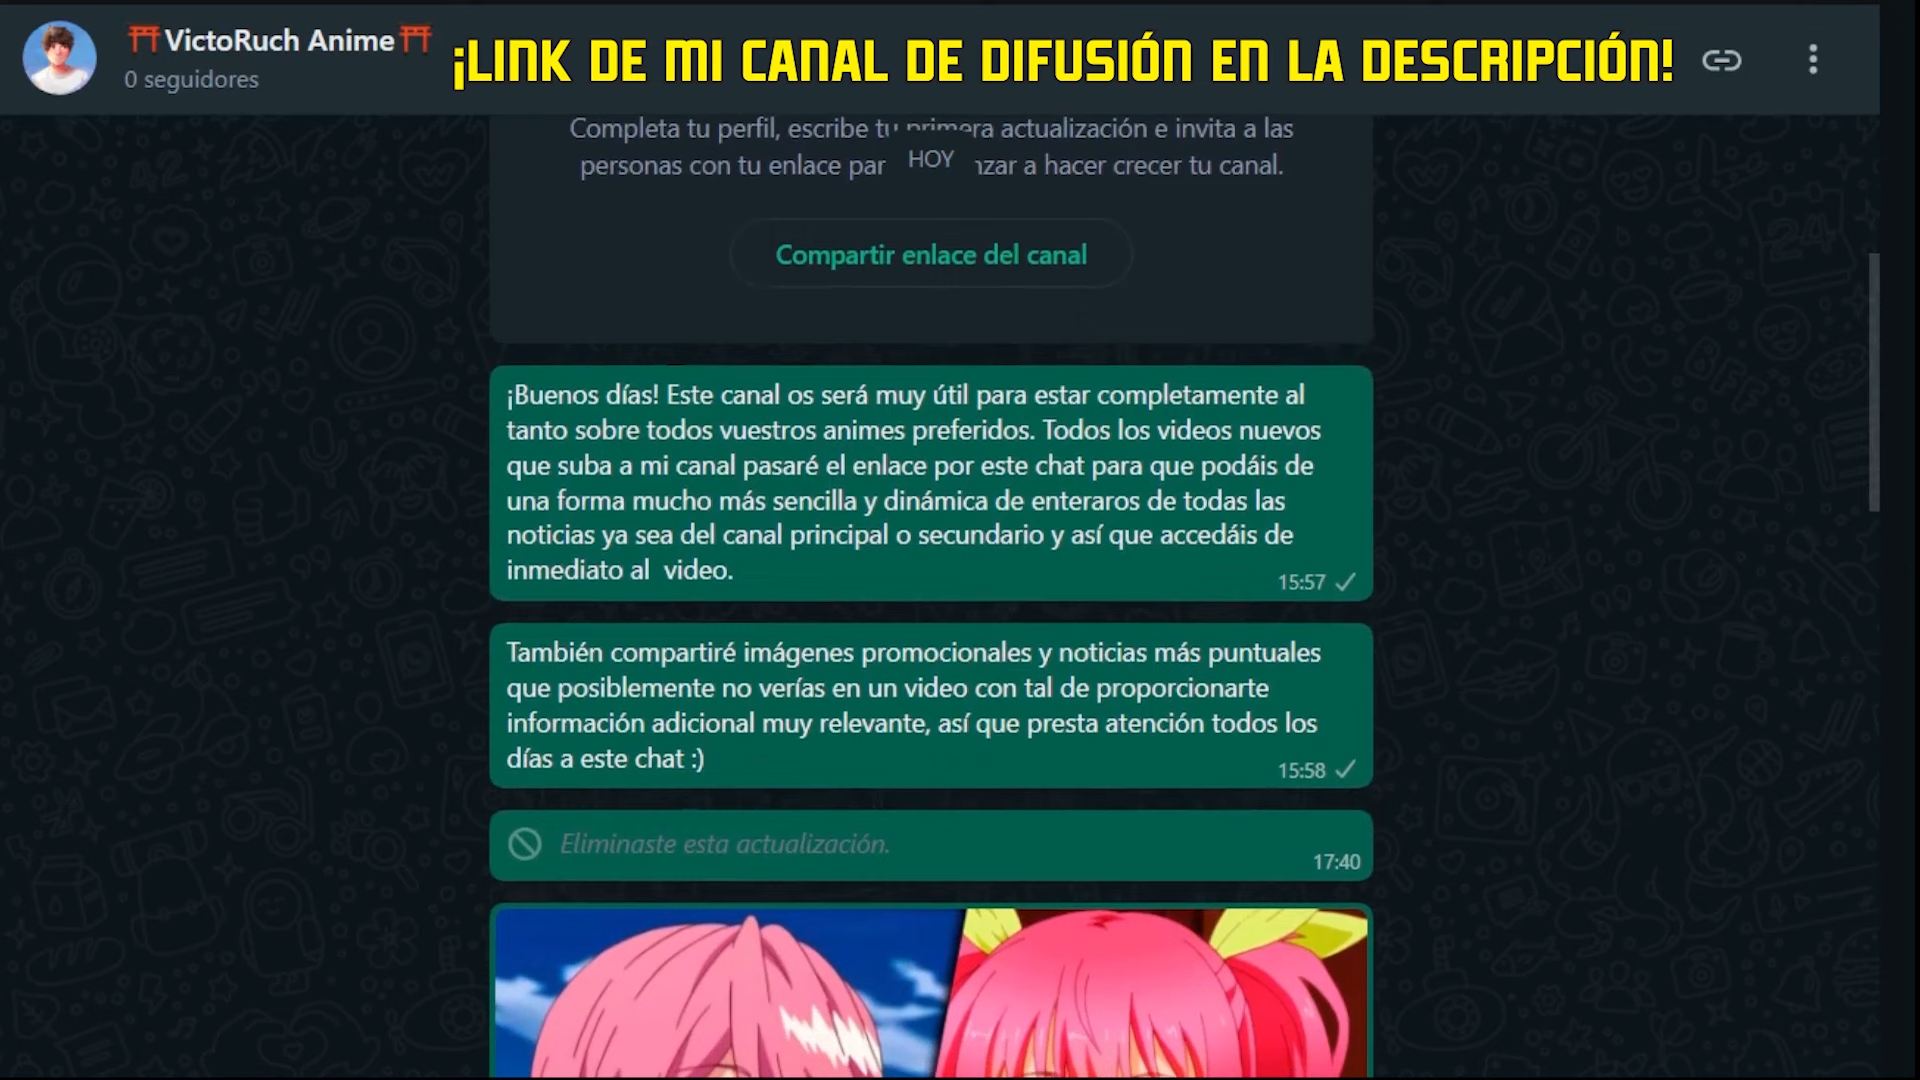 ⛩️VictoRuch Anime⛩️
0 seguidores
¡LINK DE MI CANAL DE DIFUSIÓN EN LA DESCRIPCIÓN!
Completa tu perfil, escribe tu primera actualización e invita a las
personas con tu enlace par nzar a hacer crecer tu canal.
HOY
Compartir enlace del canal
¡Buenos días! Este canal os será muy útil para estar completamente al
tanto sobre todos vuestros animes preferidos. Todos los videos nuevos
que suba a mi canal pasaré el enlace por este chat para que podáis de
una forma mucho más sencilla y dinámica de enteraros de todas las
noticias ya sea del canal principal o secundario y así que accedáis de
inmediato al  video.
15:57
También compartiré imágenes promocionales y noticias más puntuales
que posiblemente no verías en un video con tal de proporcionarte
información adicional muy relevante, así que presta atención todos los
días a este chat :)
15:58
Eliminaste esta actualización.
17:40